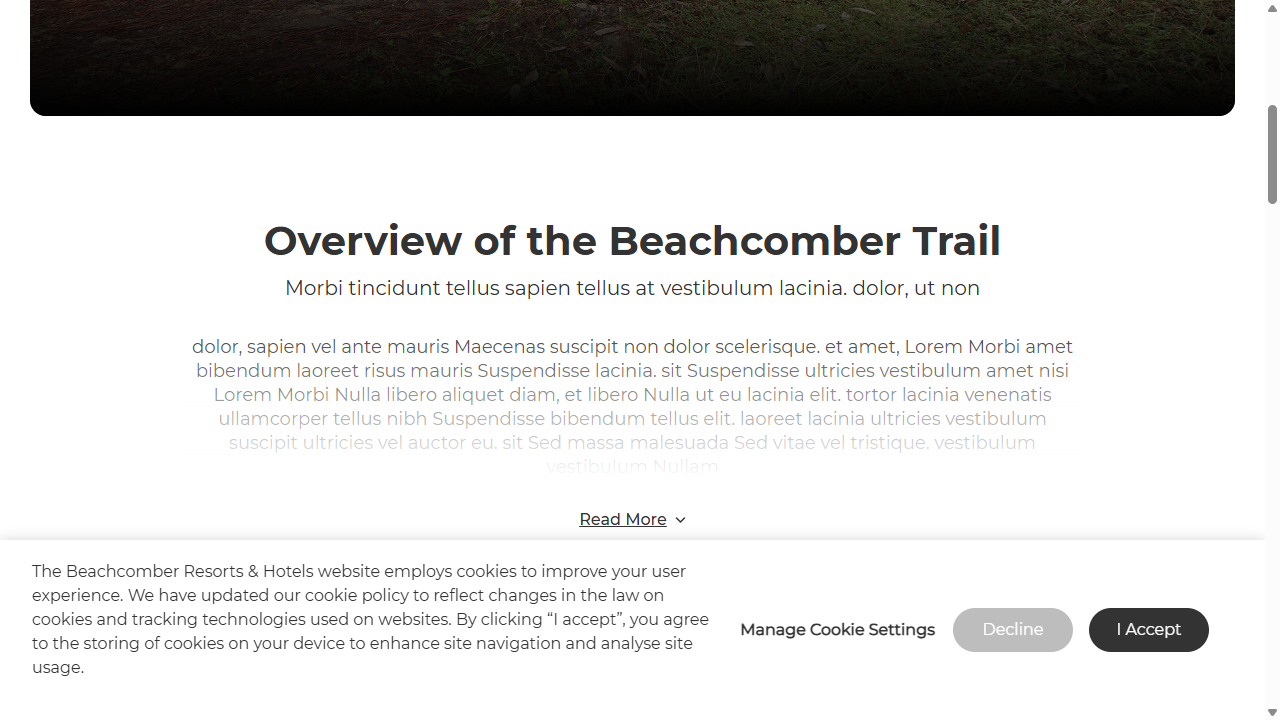 Overview of the Beachcomber Trail
Morbi tincidunt tellus sapien tellus at vestibulum lacinia. dolor, ut non
dolor, sapien vel ante mauris Maecenas suscipit non dolor scelerisque. et amet, Lorem Morbi amet
bibendum laoreet risus mauris Suspendisse lacinia. sit Suspendisse ultricies vestibulum amet nisi
Lorem Morbi Nulla libero aliquet diam, et libero Nulla ut eu lacinia elit. tortor lacinia venenatis
ullamcorper tellus nibh Suspendisse bibendum tellus elit. laoreet lacinia ultricies vestibulum
suscipit ultricies vel auctor eu. sit Sed massa malesuada Sed vitae vel tristique. vestibulum
vestibulum Nullam
Read More
The Beachcomber Resorts & Hotels website employs cookies to improve your user
experience. We have updated our cookie policy to reflect changes in the law on
cookies and tracking technologies used on websites. By clicking “I accept”, you agree
to the storing of cookies on your device to enhance site navigation and analyse site
usage.
Manage Cookie Settings
Decline
I Accept